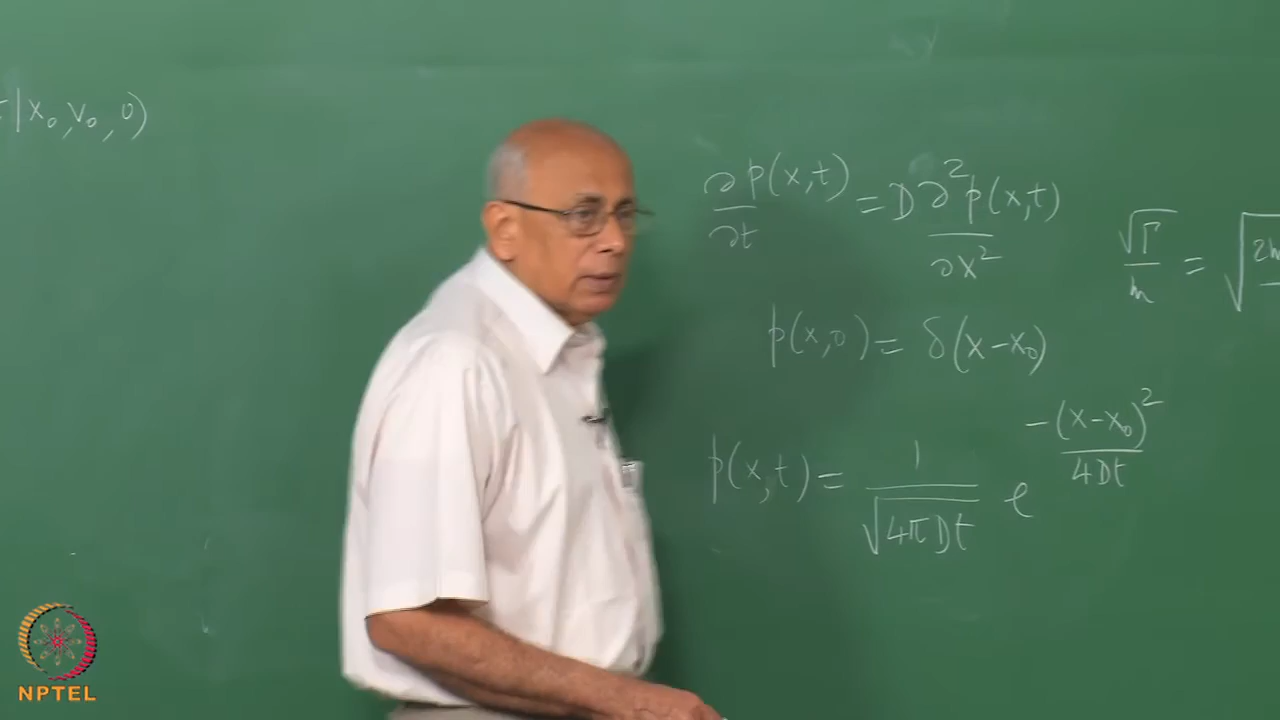 |x₀,v₀,0)
∂p(x,t)/∂t = D ∂²p(x,t)/∂x²
√Γ/m = √2m
p(x,0) = δ(x-x₀)
p(x,t) = 1/√4πDt e^-(x-x₀)²/4Dt
NPTEL